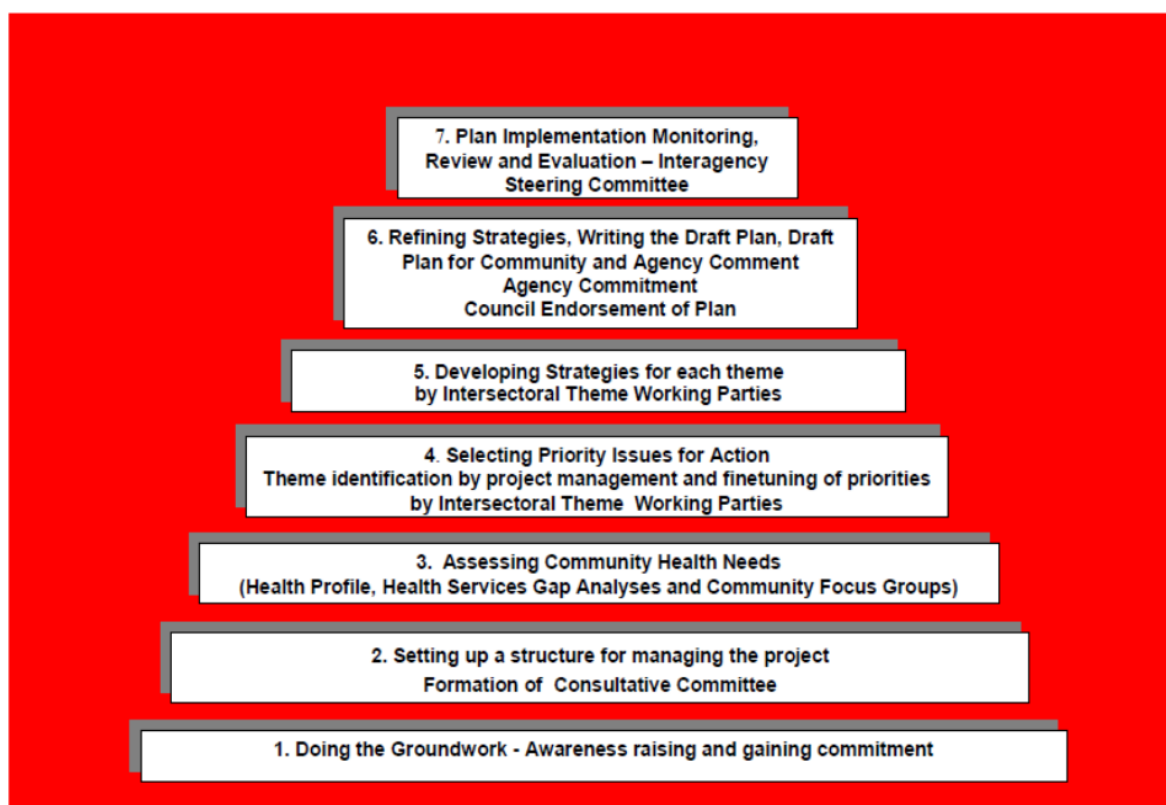 7. Plan Implementation Monitoring,
Review and Evaluation – Interagency
Steering Committee
6. Refining Strategies, Writing the Draft Plan, Draft
Plan for Community and Agency Comment
Agency Commitment
Council Endorsement of Plan
5. Developing Strategies for each theme
by Intersectoral Theme Working Parties
4. Selecting Priority Issues for Action
Theme identification by project management and finetuning of priorities
by Intersectoral Theme Working Parties
3. Assessing Community Health Needs
(Health Profile, Health Services Gap Analyses and Community Focus Groups)
2. Setting up a structure for managing the project
Formation of Consultative Committee
1. Doing the Groundwork - Awareness raising and gaining commitment